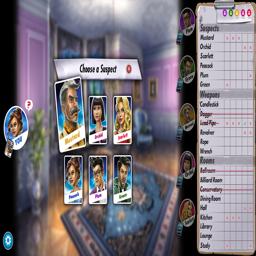 Choose a Suspect
?
YOU
Mustard
Orchid
Scarlett
Peacock
Plum
Green
Suspects
Mustard
Orchid
Scarlett
Peacock
Plum
Green
Weapons
Candlestick
Dagger
Lead Pipe
Revolver
Rope
Wrench
Rooms
Ballroom
Billiard Room
Conservatory
Dining Room
Hall
Kitchen
Library
Lounge
Study